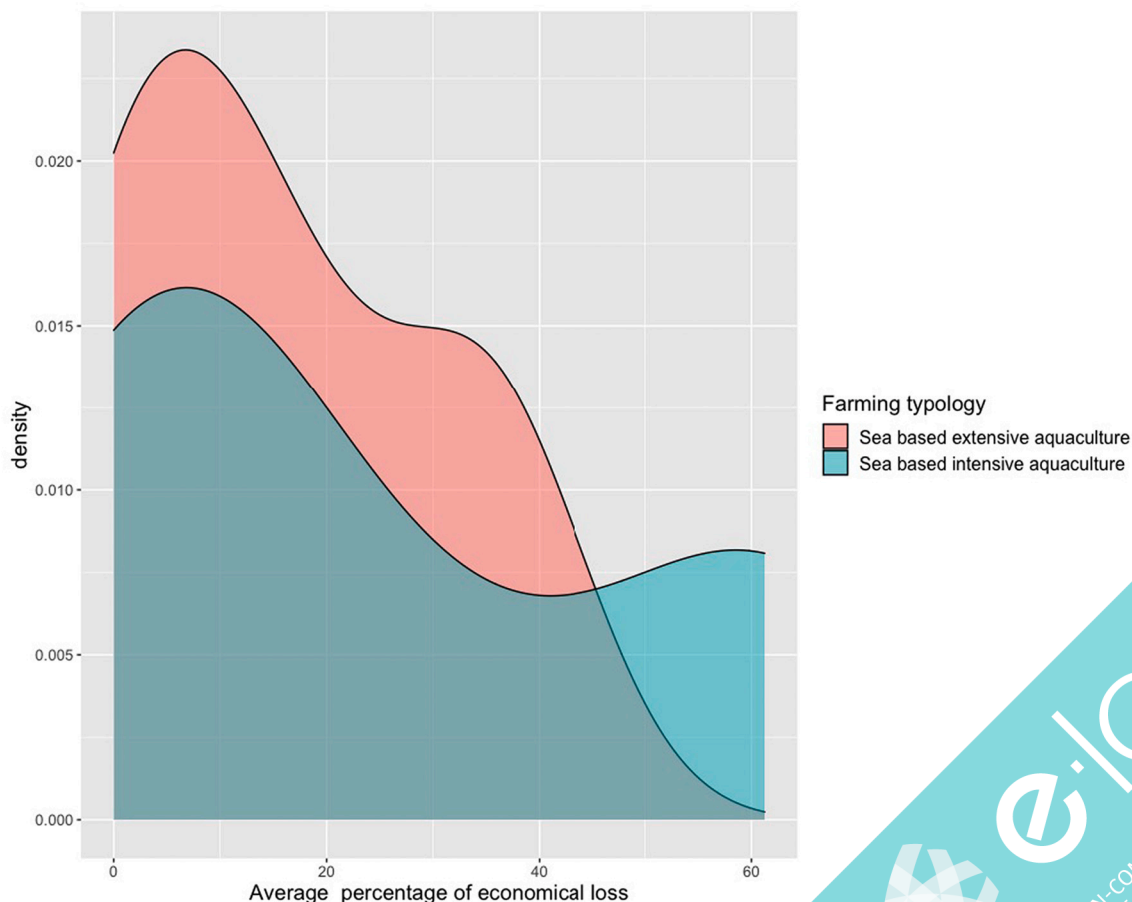 0.020
0.015
0.010
0.005
0.000
density
0 20 40 60
Average percentage of economical loss
Farming typology
Sea based extensive aquaculture
Sea based intensive aquaculture